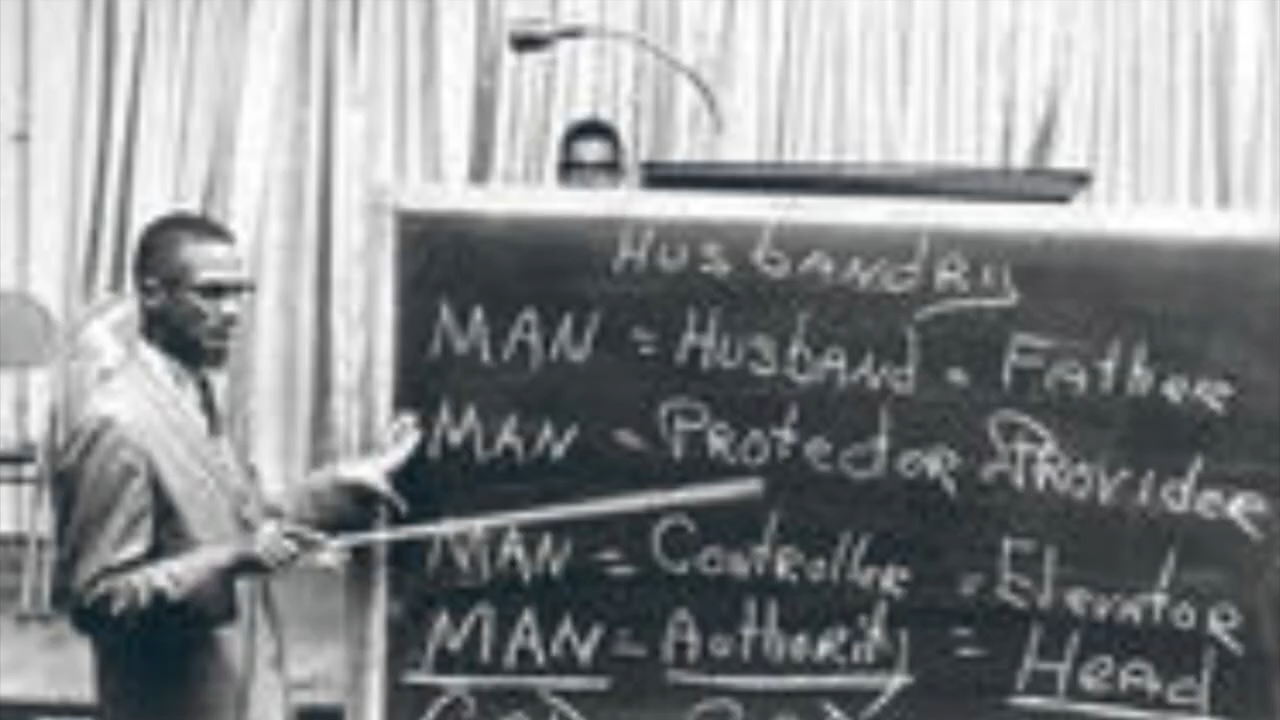 HusbandRy
MAN = Husband = Father
MAN = Protector Provider
MAN = Controller = Elevator
MAN = Authority = Head